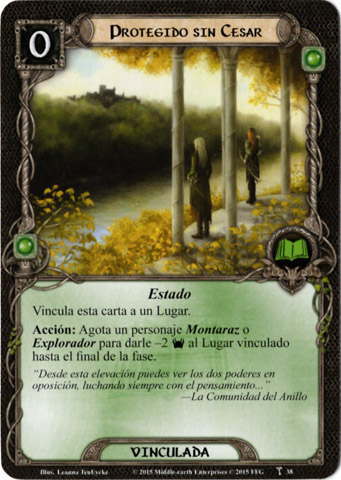 0
PROTEGIDO SIN CESAR
Estado
Vincula esta carta a un Lugar.
Acción: Agota un personaje Montaraz o
Explorador para darle –2 al Lugar vinculado
hasta el final de la fase.
“Desde esta elevación puedes ver los dos poderes en
oposición, luchando siempre con el pensamiento...”
—La Comunidad del Anillo
VINCULADA
Illus. Leanna TenEycke © 2015 Middle-earth Enterprises © 2015 FFG 38